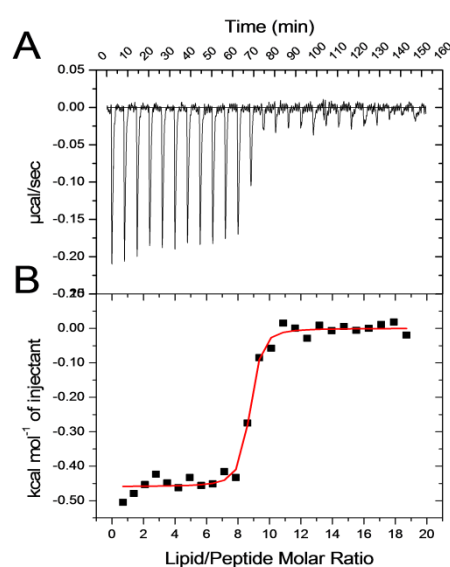 Time (min)
A
0 10 20 30 40 50 60 70 80 90 100 110 120 130 140 150 160
0.05
0.00
-0.05
-0.10
-0.15
-0.20
µcal/sec
B
0.00
-0.10
-0.20
-0.30
-0.40
-0.50
kcal mol⁻¹ of injectant
0 2 4 6 8 10 12 14 16 18 20
Lipid/Peptide Molar Ratio